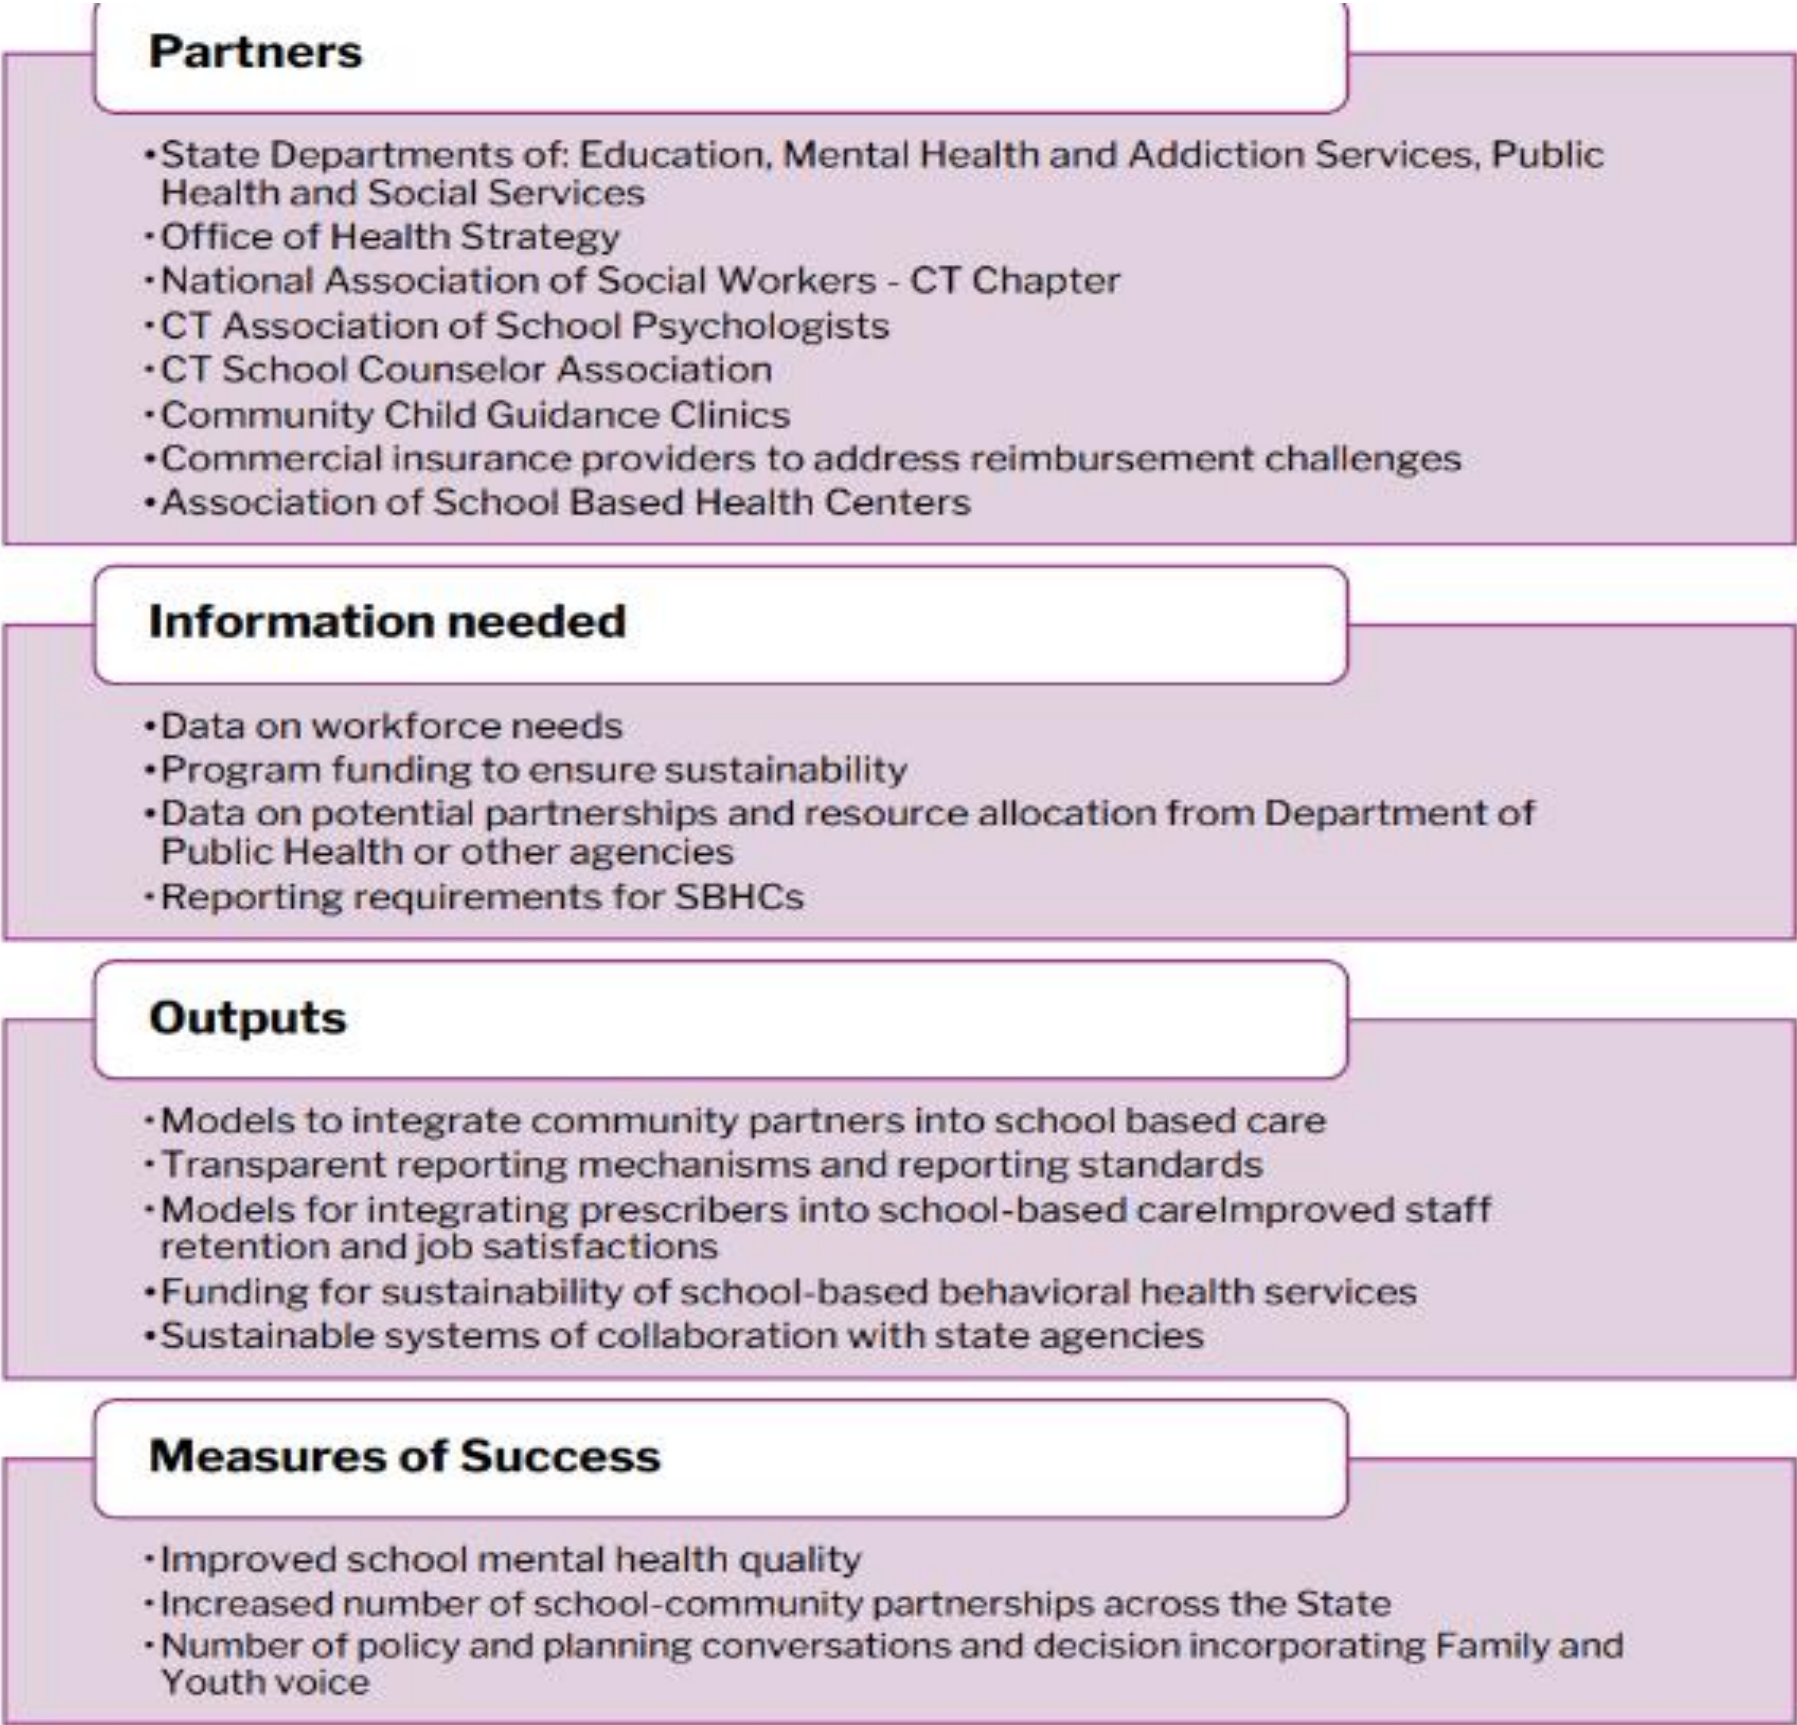 Partners
•State Departments of: Education, Mental Health and Addiction Services, Public
Health and Social Services
•Office of Health Strategy
•National Association of Social Workers - CT Chapter
•CT Association of School Psychologists
•CT School Counselor Association
•Community Child Guidance Clinics
•Commercial insurance providers to address reimbursement challenges
•Association of School Based Health Centers
Information needed
•Data on workforce needs
•Program funding to ensure sustainability
•Data on potential partnerships and resource allocation from Department of
Public Health or other agencies
•Reporting requirements for SBHCs
Outputs
•Models to integrate community partners into school based care
•Transparent reporting mechanisms and reporting standards
•Models for integrating prescribers into school-based careImproved staff
retention and job satisfactions
•Funding for sustainability of school-based behavioral health services
•Sustainable systems of collaboration with state agencies
Measures of Success
•Improved school mental health quality
•Increased number of school-community partnerships across the State
•Number of policy and planning conversations and decision incorporating Family and
Youth voice